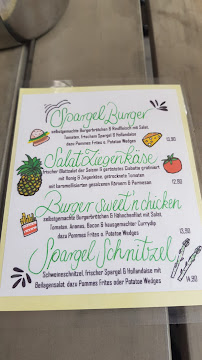 Spargel Burger
selbstgemachte Burgerbrötchen & Rindfleisch mit Salat,
Tomaten, frischem Spargel & Hollandaise
dazu Pommes Frites o. Potatoe Wedges
13,90
Salat Ziegenkäse
frischer Blattsalat der Saison & geröstetes Ciabatta gratiniert
mit Honig & Ziegenkäse, getrocknete Tomaten
mit karamellisierten gesalzenen Körnern & Parmesan
12,90
Burger sweet'n chicken
selbstgemachte Burgerbrötchen & Hähnchenfilet mit Salat,
Tomaten, Ananas, Bacon & hausgemachter Currydip
dazu Pommes Frites o. Potatoe Wedges
13,90
Spargel Schnitzel
Schweineschnitzel, frischer Spargel & Hollandaise mit
Beilagensalat dazu Pommes Frites oder Potatoe Wedges
14,90